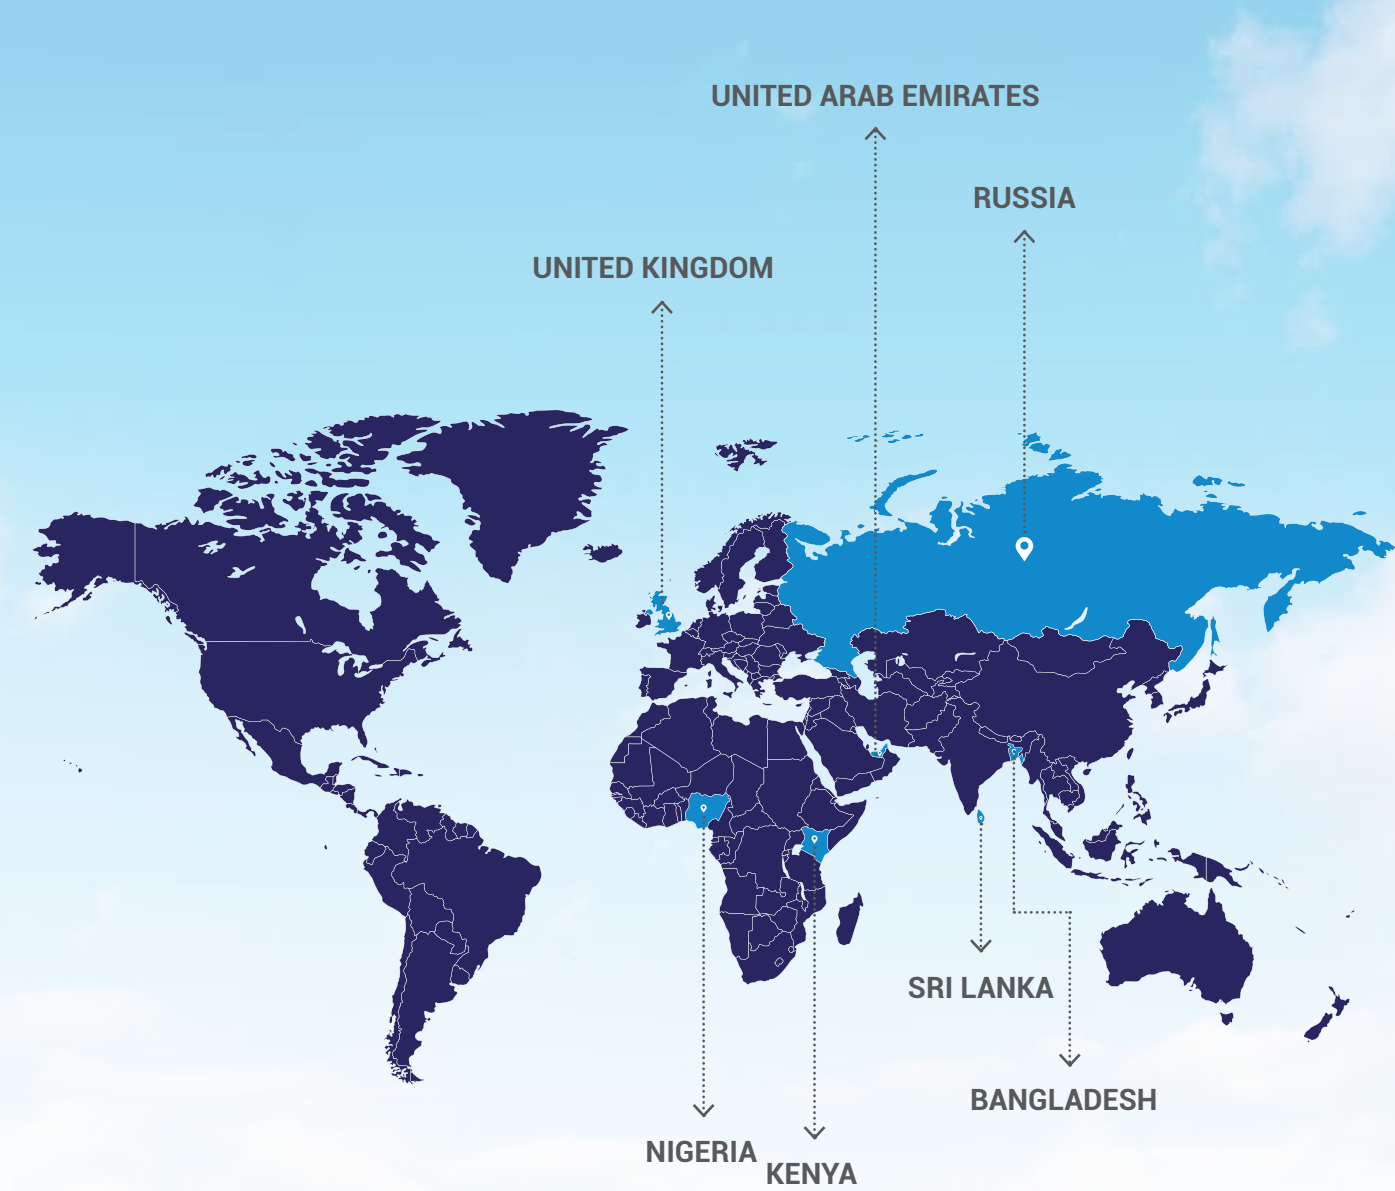 UNITED ARAB EMIRATES
RUSSIA
UNITED KINGDOM
SRI LANKA
BANGLADESH
NIGERIA
KENYA